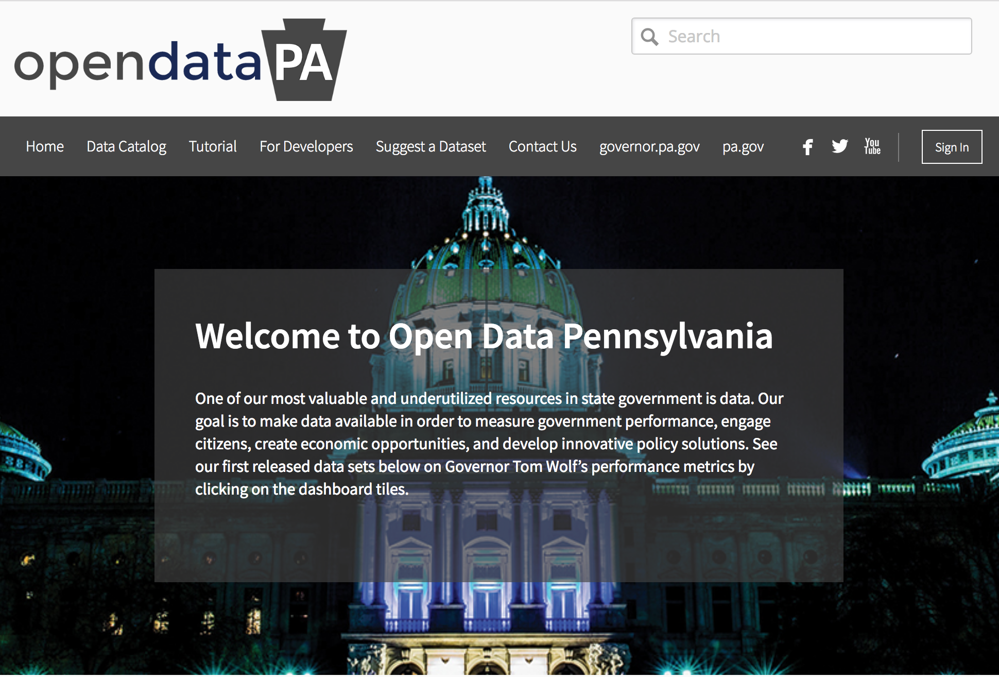 opendataPA
Search
Home Data Catalog Tutorial For Developers Suggest a Dataset Contact Us governor.pa.gov pa.gov f You Tube Sign In
Welcome to Open Data Pennsylvania
One of our most valuable and underutilized resources in state government is data. Our
goal is to make data available in order to measure government performance, engage
citizens, create economic opportunities, and develop innovative policy solutions. See
our first released data sets below on Governor Tom Wolf’s performance metrics by
clicking on the dashboard tiles.